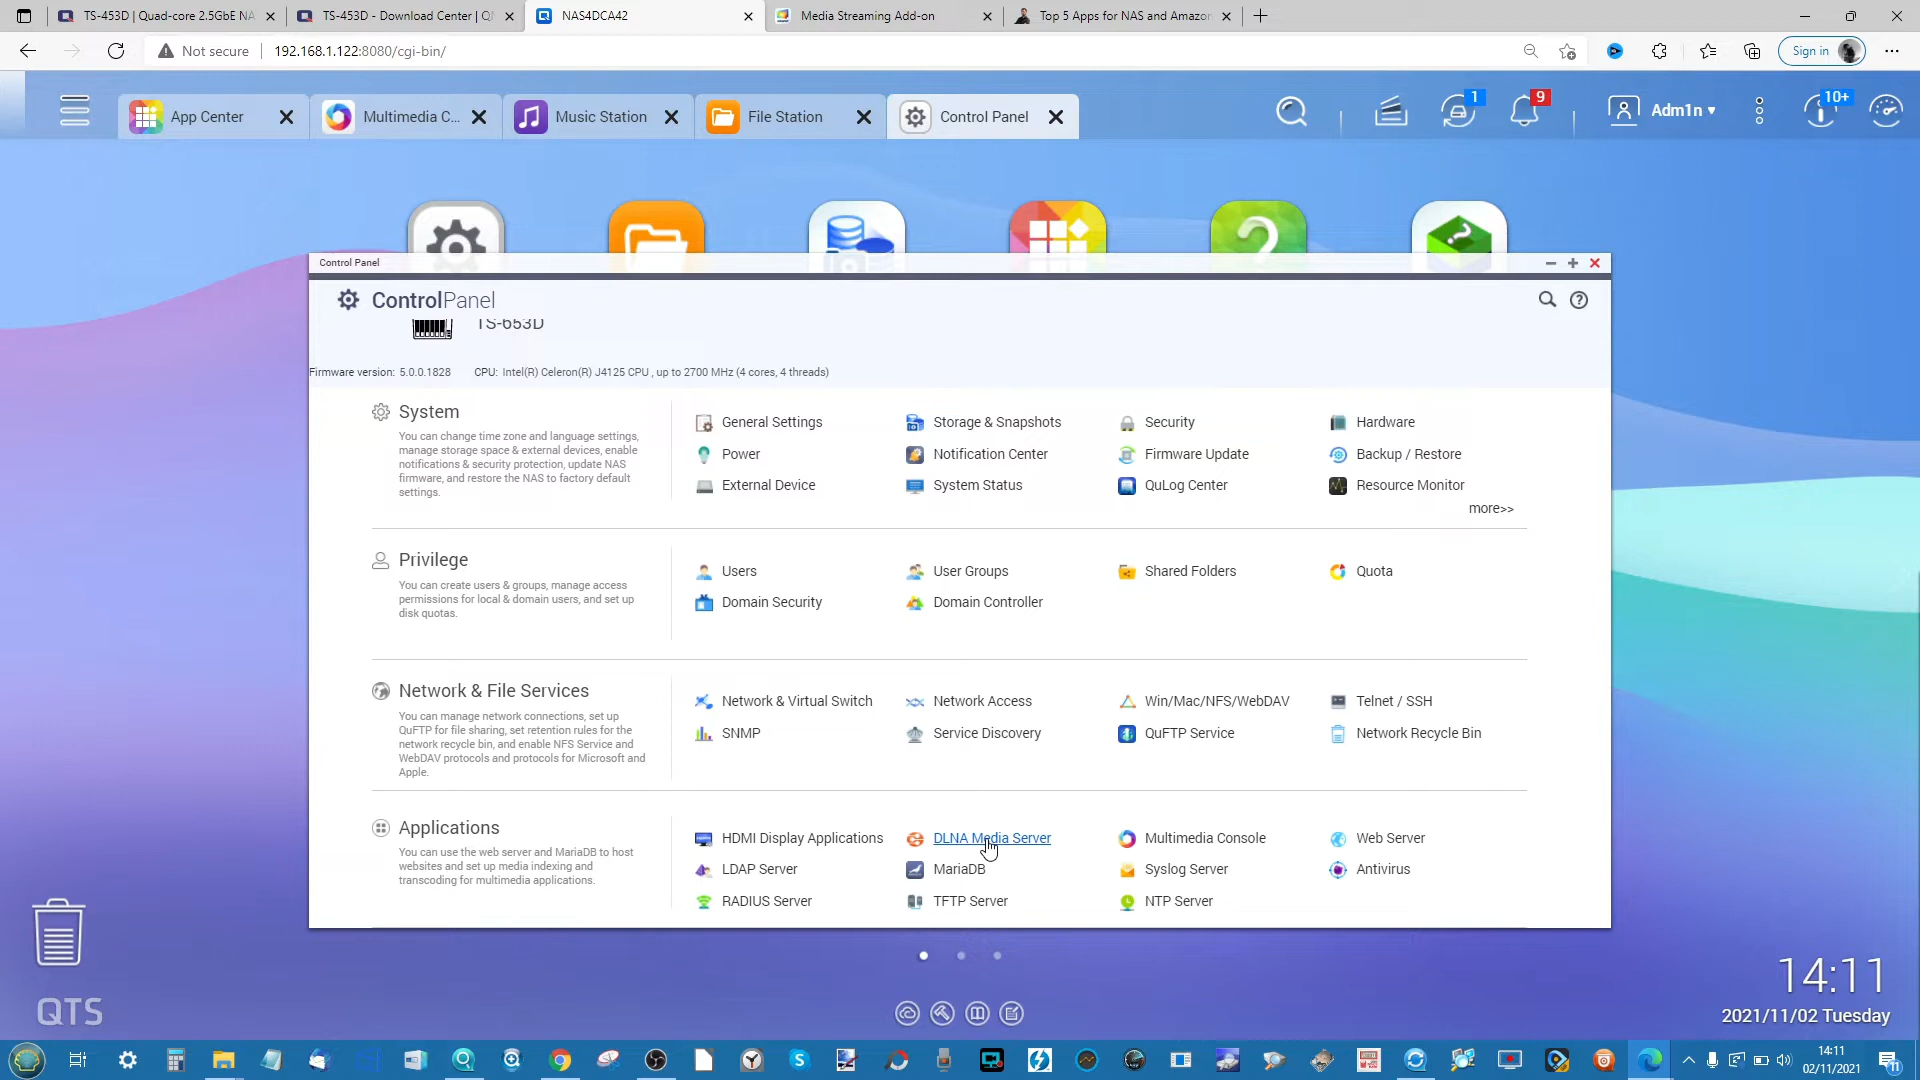 TS-453D | Quad-core 2.5GbE NA
TS-453D - Download Center | QN
NAS4DCA42
Media Streaming Add-on
Top 5 Apps for NAS and Amazon
Not secure
192.168.1.122:8080/cgi-bin/
Sign in
App Center
Multimedia C...
Music Station
File Station
Control Panel
1
9
Adm1n
10+
Control Panel
ControlPanel
TS-653D
Firmware version: 5.0.0.1828
CPU: Intel(R) Celeron(R) J4125 CPU , up to 2700 MHz (4 cores, 4 threads)
System
You can change time zone and language settings,
manage storage space & external devices, enable
notifications & security protection, update NAS
firmware, and restore the NAS to factory default
settings.
General Settings
Storage & Snapshots
Security
Hardware
Power
Notification Center
Firmware Update
Backup / Restore
External Device
System Status
QuLog Center
Resource Monitor
more>>
Privilege
You can create users & groups, manage access
permissions for local & domain users, and set up
disk quotas.
Users
User Groups
Shared Folders
Quota
Domain Security
Domain Controller
Network & File Services
You can manage network connections, set up
QuFTP for file sharing, set retention rules for the
network recycle bin, and enable NFS Service and
WebDAV protocols and protocols for Microsoft and
Apple.
Network & Virtual Switch
Network Access
Win/Mac/NFS/WebDAV
Telnet / SSH
SNMP
Service Discovery
QuFTP Service
Network Recycle Bin
Applications
You can use the web server and MariaDB to host
websites and set up media indexing and
transcoding for multimedia applications.
HDMI Display Applications
DLNA Media Server
Multimedia Console
Web Server
LDAP Server
MariaDB
Syslog Server
Antivirus
RADIUS Server
TFTP Server
NTP Server
QTS
14:11
2021/11/02 Tuesday
14:11
02/11/2021
11